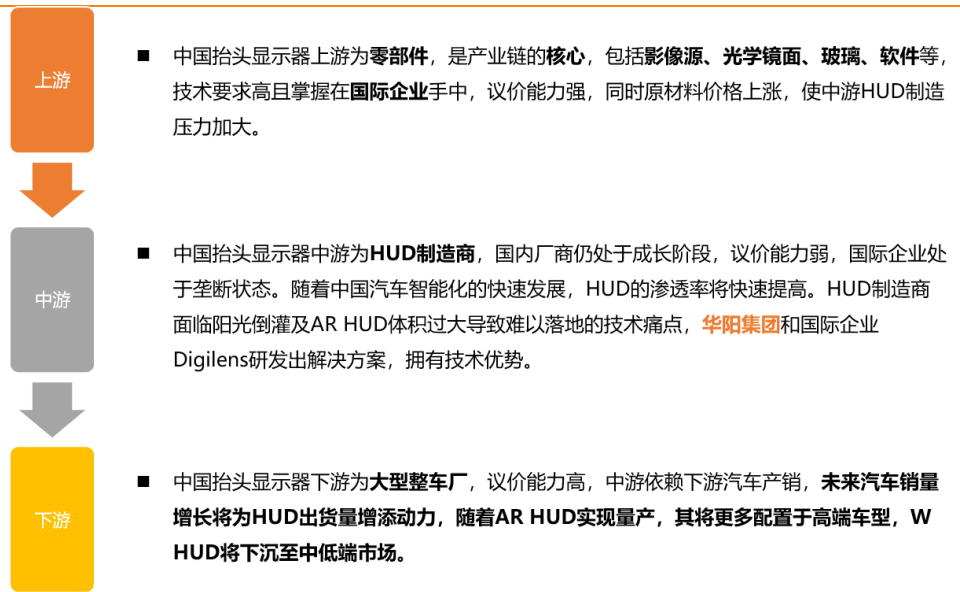 上游
■ 中国抬头显示器上游为零部件，是产业链的核心，包括影像源、光学镜面、玻璃、软件等，
技术要求高且掌握在国际企业手中，议价能力强，同时原材料价格上涨，使中游HUD制造
压力加大。
中游
■ 中国抬头显示器中游为HUD制造商，国内厂商仍处于成长阶段，议价能力弱，国际企业处
于垄断状态。随着中国汽车智能化的快速发展，HUD的渗透率将快速提高。HUD制造商
面临阳光倒灌及AR HUD体积过大导致难以落地的技术痛点，华阳集团和国际企业
Digilens研发出解决方案，拥有技术优势。
下游
■ 中国抬头显示器下游为大型整车厂，议价能力高，中游依赖下游汽车产销，未来汽车销量
增长将为HUD出货量增添动力，随着AR HUD实现量产，其将更多配置于高端车型，W
HUD将下沉至中低端市场。